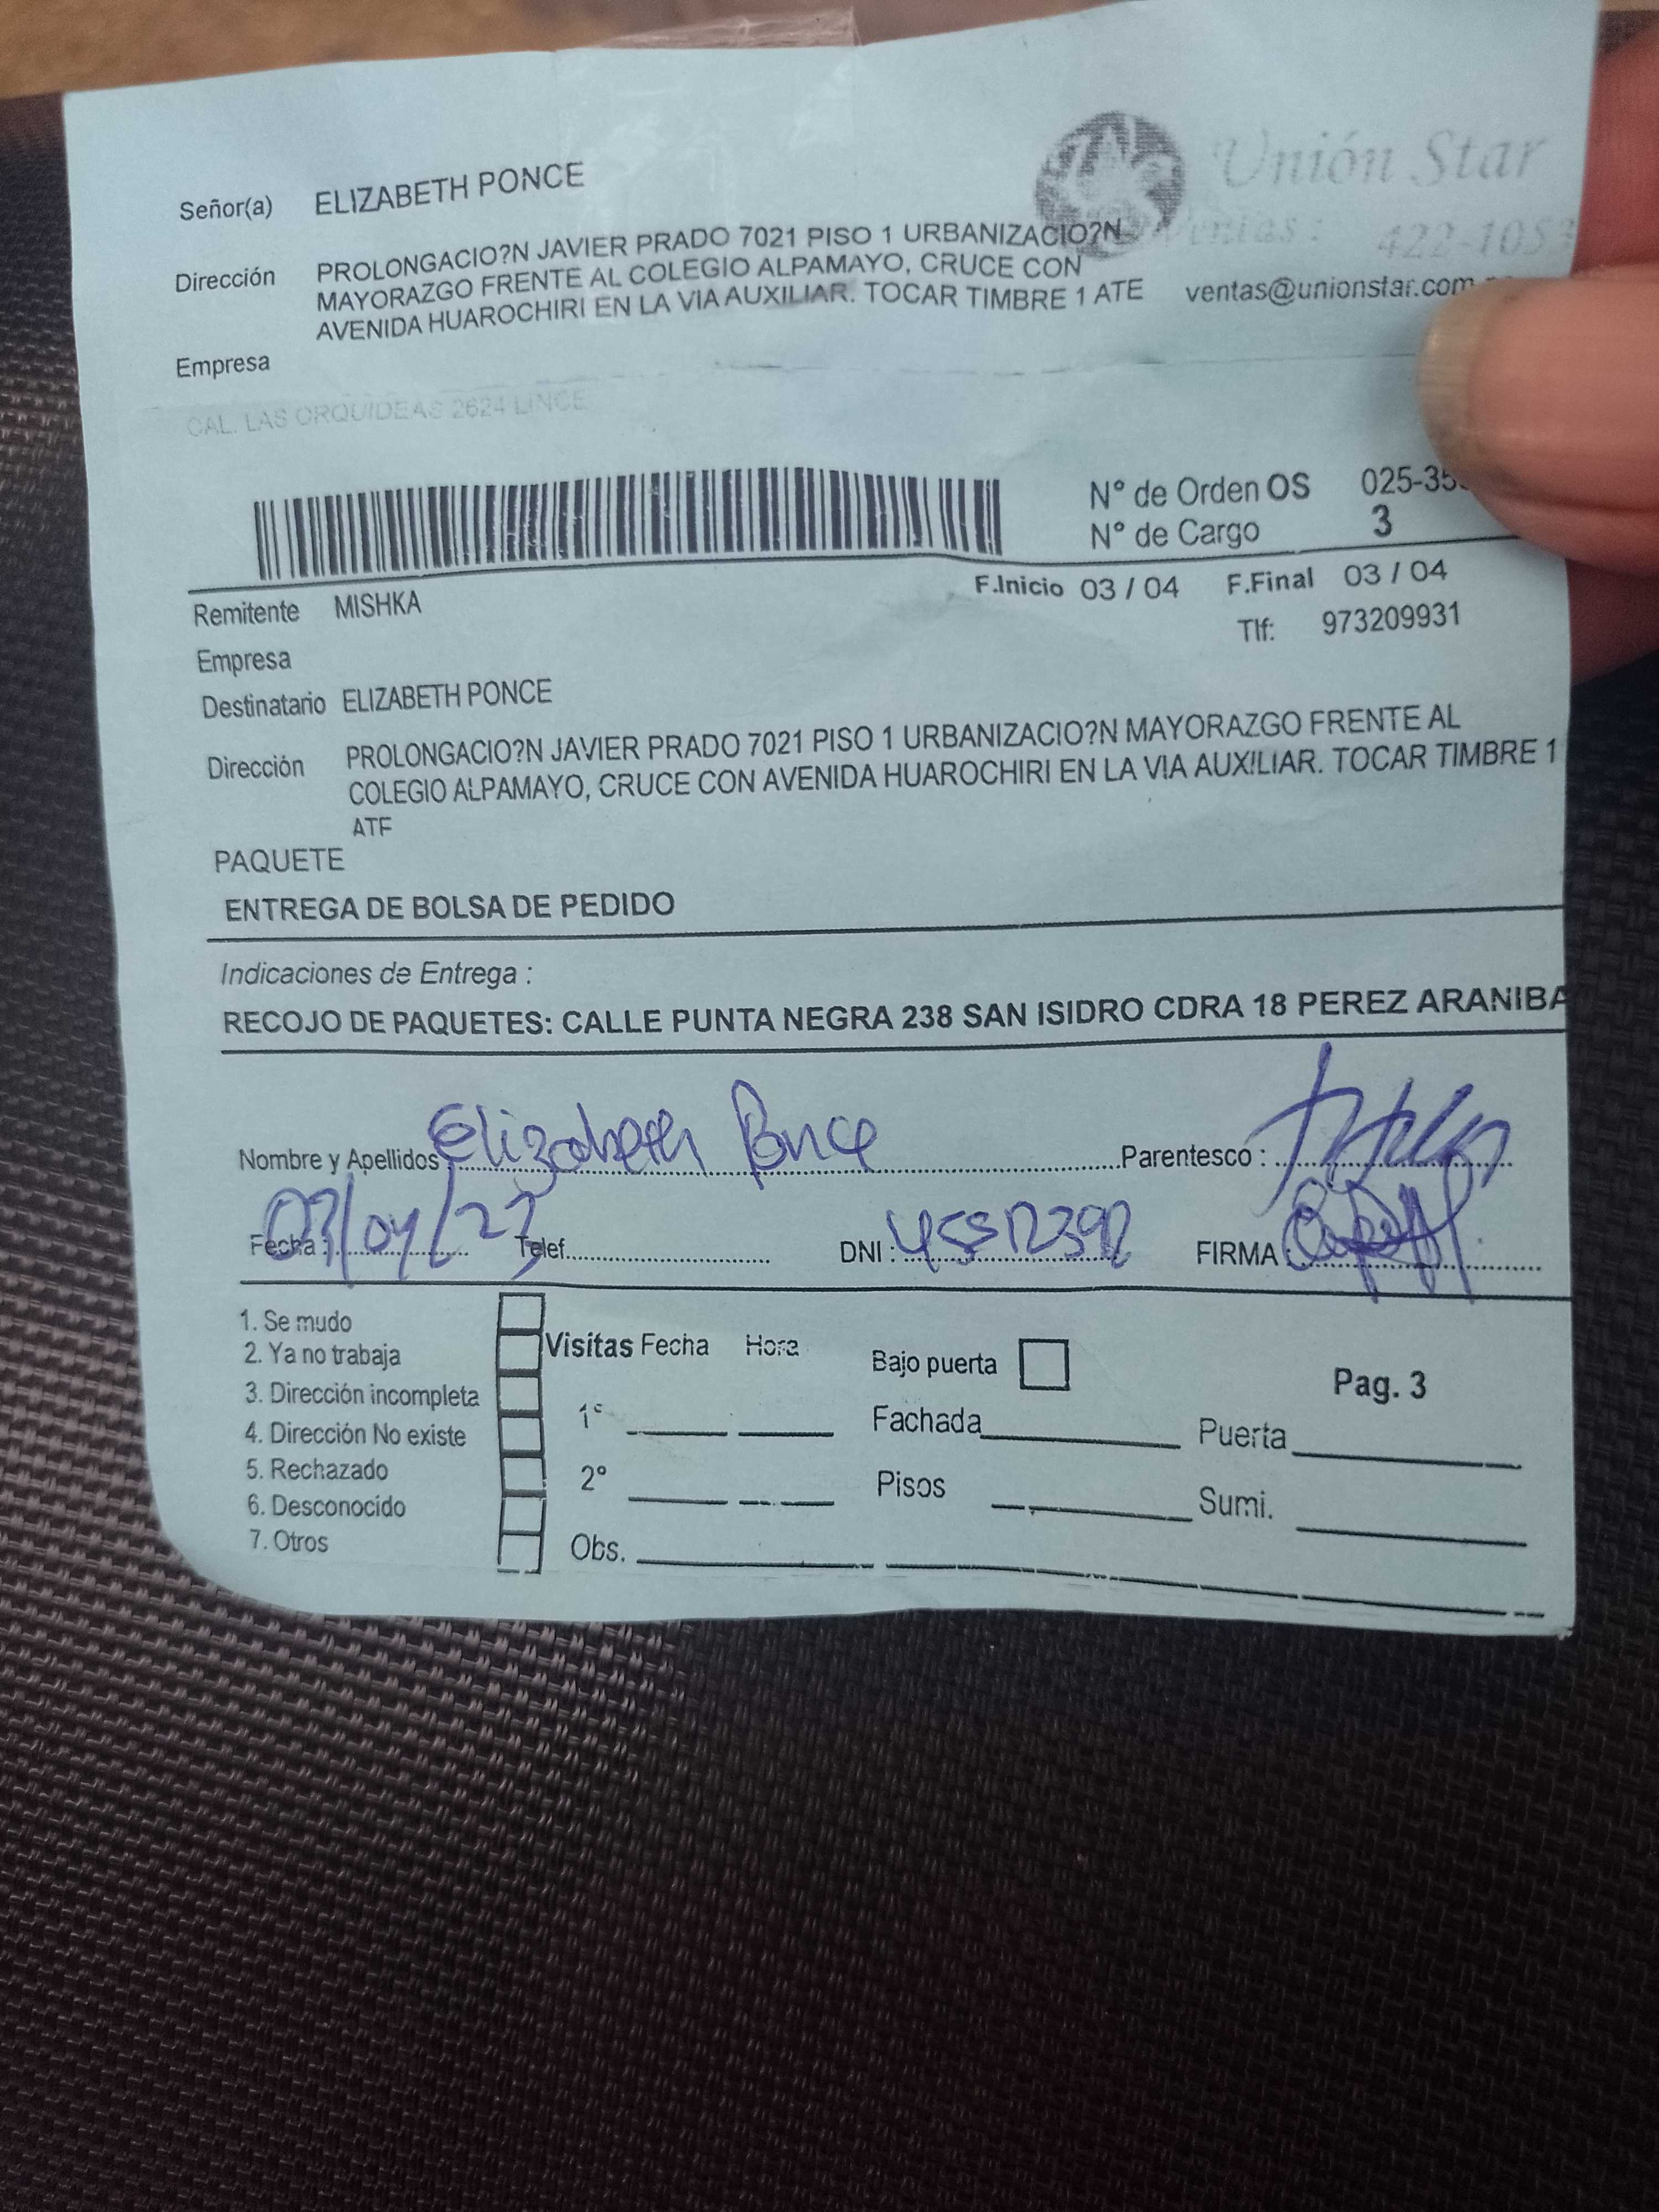 Unión Star
Señor(a) ELIZABETH PONCE
Ventas: 422-1053
Dirección PROLONGACIO?N JAVIER PRADO 7021 PISO 1 URBANIZACIO?N
MAYORAZGO FRENTE AL COLEGIO ALPAMAYO, CRUCE CON
AVENIDA HUAROCHIRI EN LA VIA AUXILIAR. TOCAR TIMBRE 1 ATE
ventas@unionstar.com
Empresa
CAL. LAS ORQUIDEAS 2624 LINCE
N° de Orden OS 025-35
N° de Cargo 3
F.Inicio 03 / 04 F.Final 03 / 04
Remitente MISHKA
Tlf: 973209931
Empresa
Destinatario ELIZABETH PONCE
Dirección PROLONGACIO?N JAVIER PRADO 7021 PISO 1 URBANIZACIO?N MAYORAZGO FRENTE AL
COLEGIO ALPAMAYO, CRUCE CON AVENIDA HUAROCHIRI EN LA VIA AUXILIAR. TOCAR TIMBRE 1
ATE
PAQUETE
ENTREGA DE BOLSA DE PEDIDO
Indicaciones de Entrega :
RECOJO DE PAQUETES: CALLE PUNTA NEGRA 238 SAN ISIDRO CDRA 18 PEREZ ARANIBA
Nombre y Apellidos Elizabeth Ponce Parentesco :
Fecha : 03/04/23 Telef. DNI : 45512392 FIRMA :
1. Se mudo
2. Ya no trabaja
3. Dirección incompleta
4. Dirección No existe
5. Rechazado
6. Desconocido
7. Otros
Visitas Fecha Hora
1°
2°
Obs.
Bajo puerta
Fachada
Pisos
Pag. 3
Puerta
Sumi.